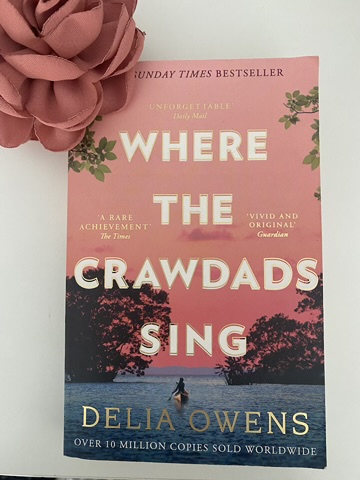 SUNDAY TIMES BESTSELLER
UNFORGETTABLE
Daily Mail
WHERE
THE
'A RARE
ACHIEVEMENT'
The Times
'VIVID AND
ORIGINAL'
Guardian
CRAWDADS
SING
DELIA OWENS
OVER 10 MILLION COPIES SOLD WORLDWIDE